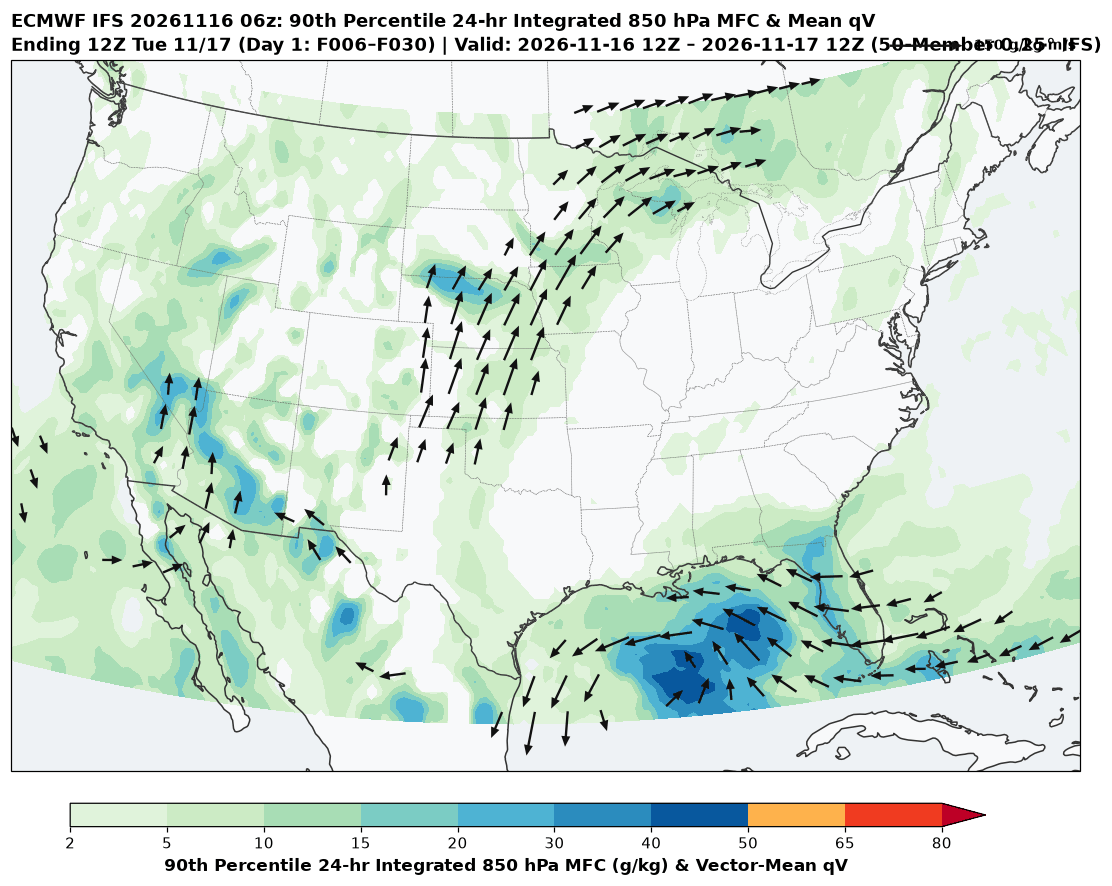 ECMWF IFS 20261116 06z: 90th Percentile 24-hr Integrated 850 hPa MFC & Mean qV
Ending 12Z Tue 11/17 (Day 1: F006–F030) | Valid: 2026-11-16 12Z – 2026-11-17 12Z (50-Member 0.25° IFS)
150 g/kg·m/s
2 5 10 15 20 30 40 50 65 80
90th Percentile 24-hr Integrated 850 hPa MFC (g/kg) & Vector-Mean qV